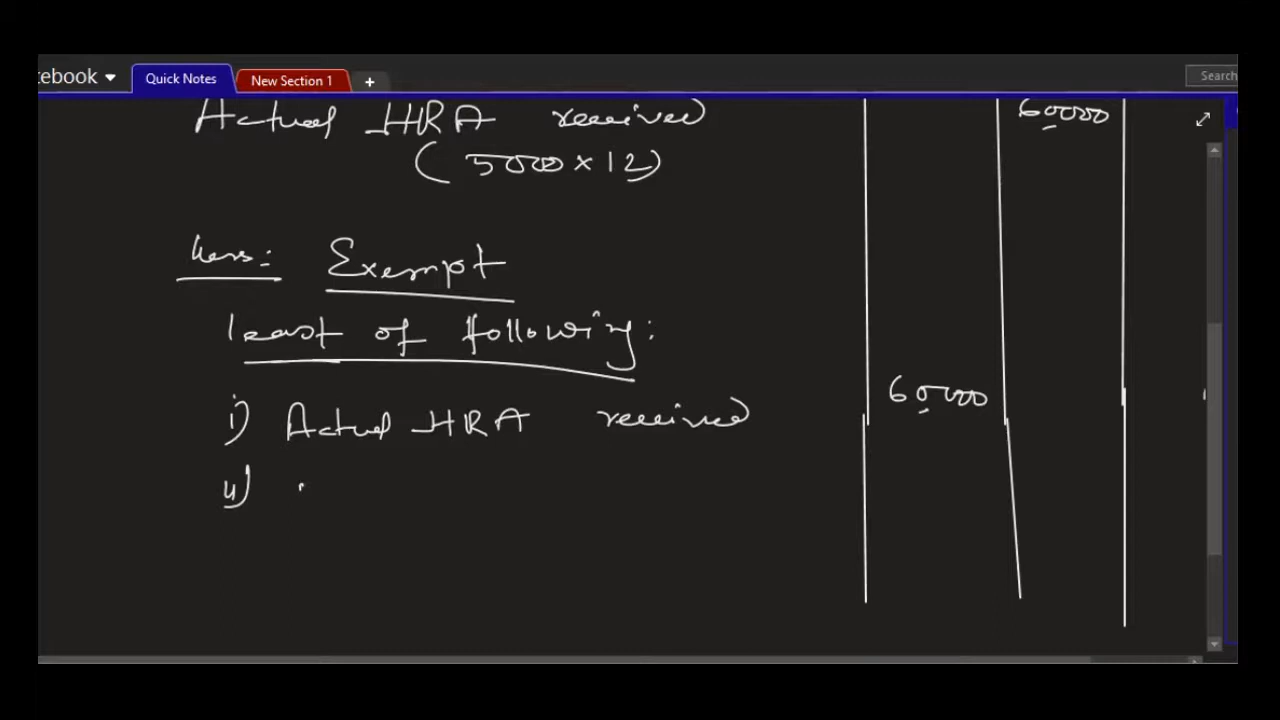 tebook Quick Notes New Section 1 + Search
Actual HRA received 60000
(5000 × 12)
Less: Exempt
least of following:
i) Actual HRA received 60000
ii)